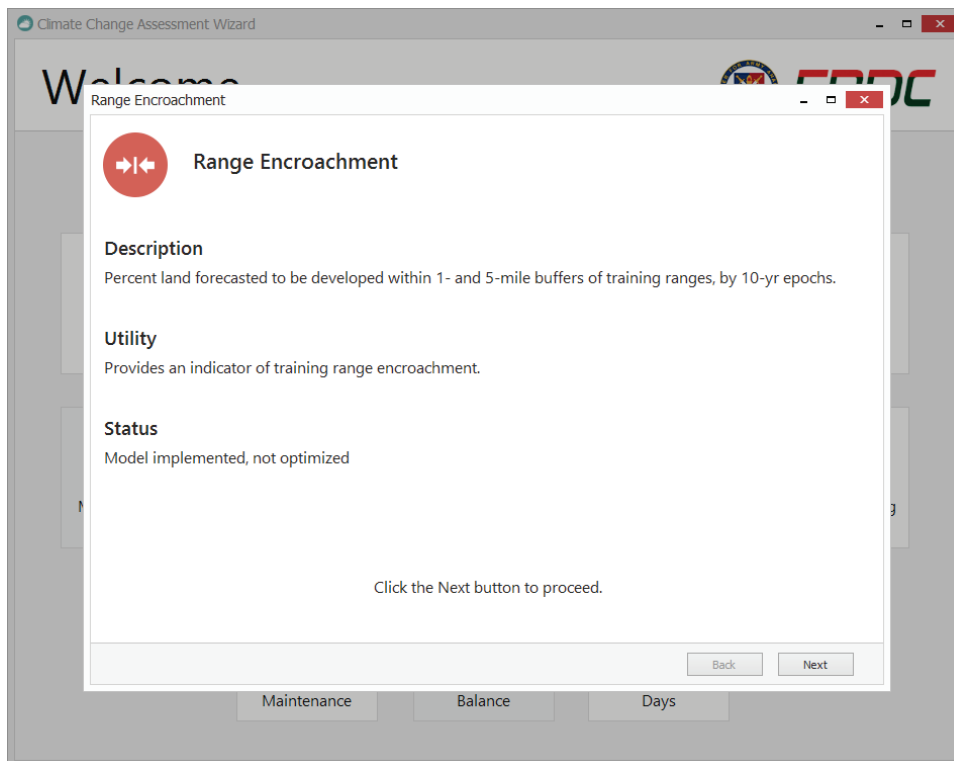 Climate Change Assessment Wizard
Welcome
ERDC
Range Encroachment
Range Encroachment
Description
Percent land forecasted to be developed within 1- and 5-mile buffers of training ranges, by 10-yr epochs.
Utility
Provides an indicator of training range encroachment.
Status
Model implemented, not optimized
Click the Next button to proceed.
Back Next
Maintenance Balance Days